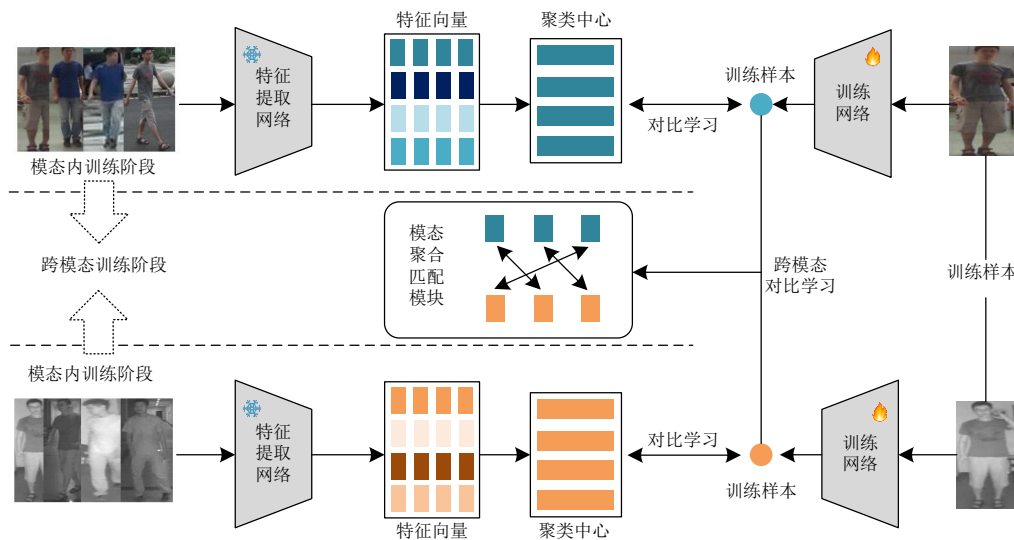 特征向量
聚类中心
特征
提取
网络
训练样本
训练
网络
对比学习
模态内训练阶段
模态
聚合
匹配
模块
跨模态训练阶段
跨模态
对比学习
训练样本
模态内训练阶段
特征
提取
网络
对比学习
训练
网络
训练样本
特征向量
聚类中心